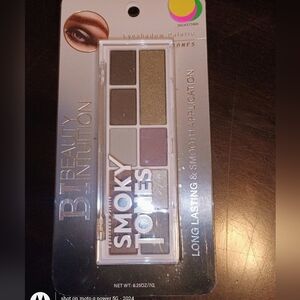 Eyeshadow Palette
BT BEAUTY
INTUITION
SMOKY
TONES
LONG LASTING & SMOOTH APPLICATION
NET WT: 0.25OZ/7G.
shot on moto g power 5G - 2024